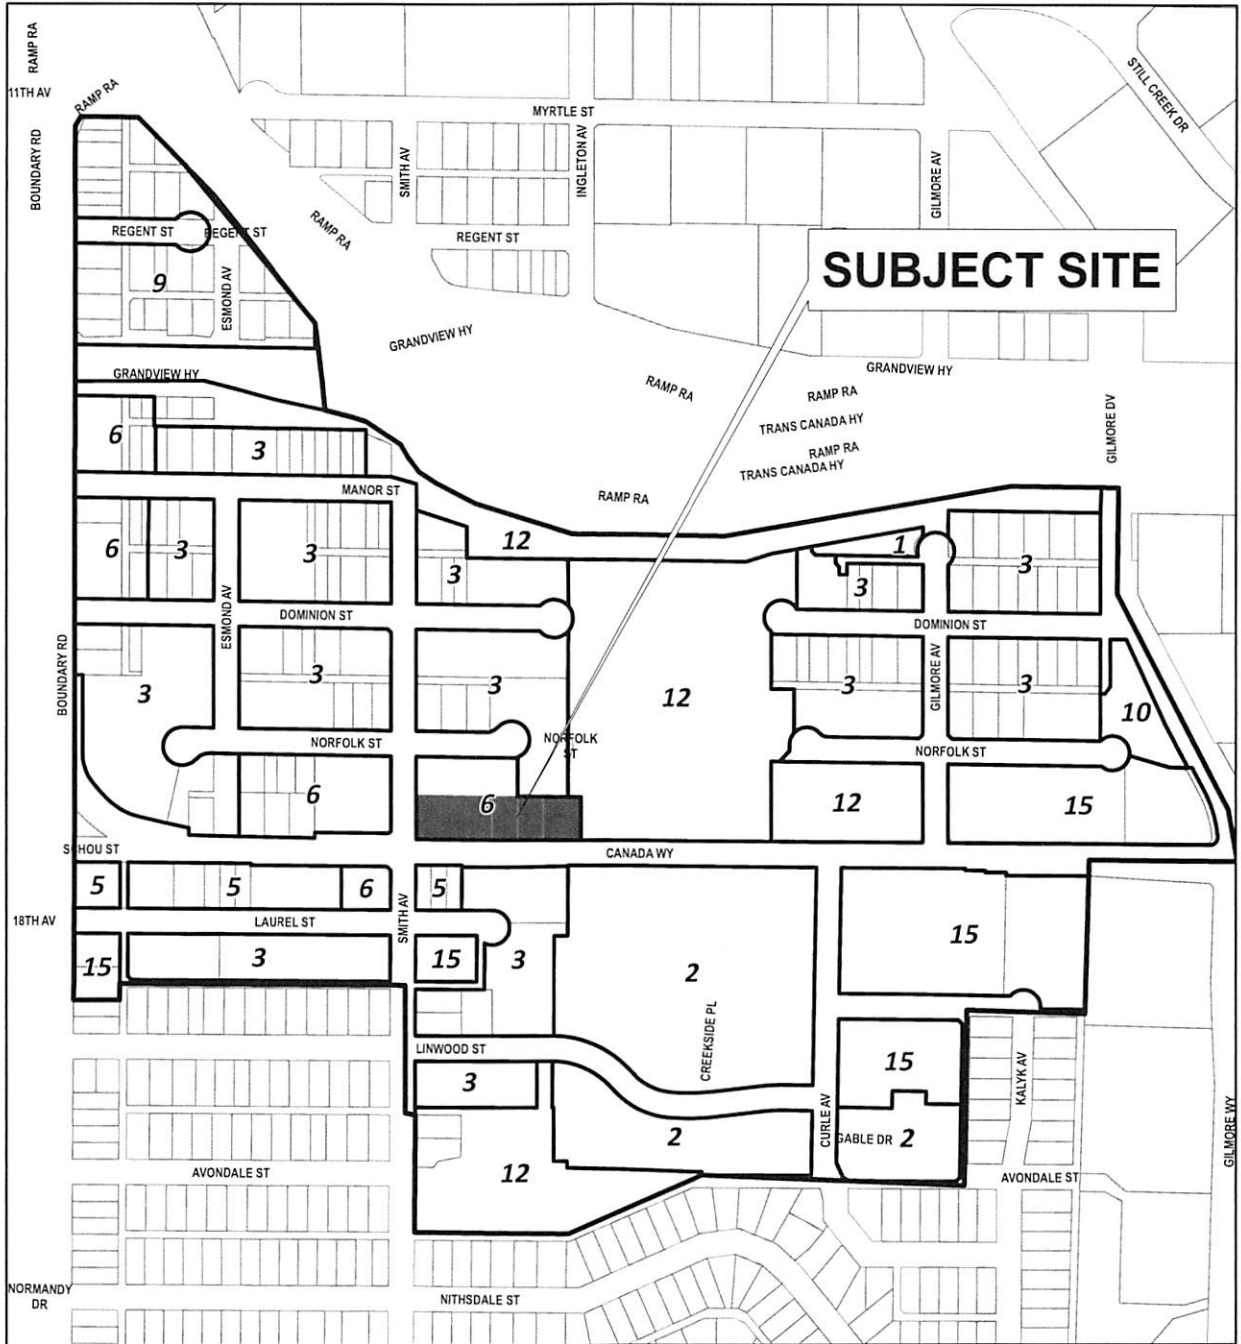 RAMP RA
11TH AV
RAMP RA
BOUNDARY RD
MYRTLE ST
STILL CREEK DR
SMITH AV
INGLETON AV
GILMORE AV
REGENT ST
REGENT ST
RAMP RA
REGENT ST
SUBJECT SITE
9
ESMOND AV
GRANDVIEW HY
GRANDVIEW HY
GRANDVIEW HY
RAMP RA
RAMP RA
TRANS CANADA HY
RAMP RA
TRANS CANADA HY
GILMORE DV
6
3
MANOR ST
RAMP RA
12
1
6
3
3
3
3
3
DOMINION ST
DOMINION ST
ESMOND AV
BOUNDARY RD
GILMORE AV
3
3
3
12
3
3
10
NORFOLK ST
NORFOLK
ST
NORFOLK ST
6
6
12
15
SCHOU ST
CANADA WY
5
5
6
5
18TH AV
LAUREL ST
SMITH AV
15
15
3
15
3
2
CREEKSIDE PL
LINWOOD ST
3
15
KALYK AV
CURLE AV
2
GABLE DR
2
GILMORE WY
AVONDALE ST
12
AVONDALE ST
NORMANDY
DR
NITHSDALE ST